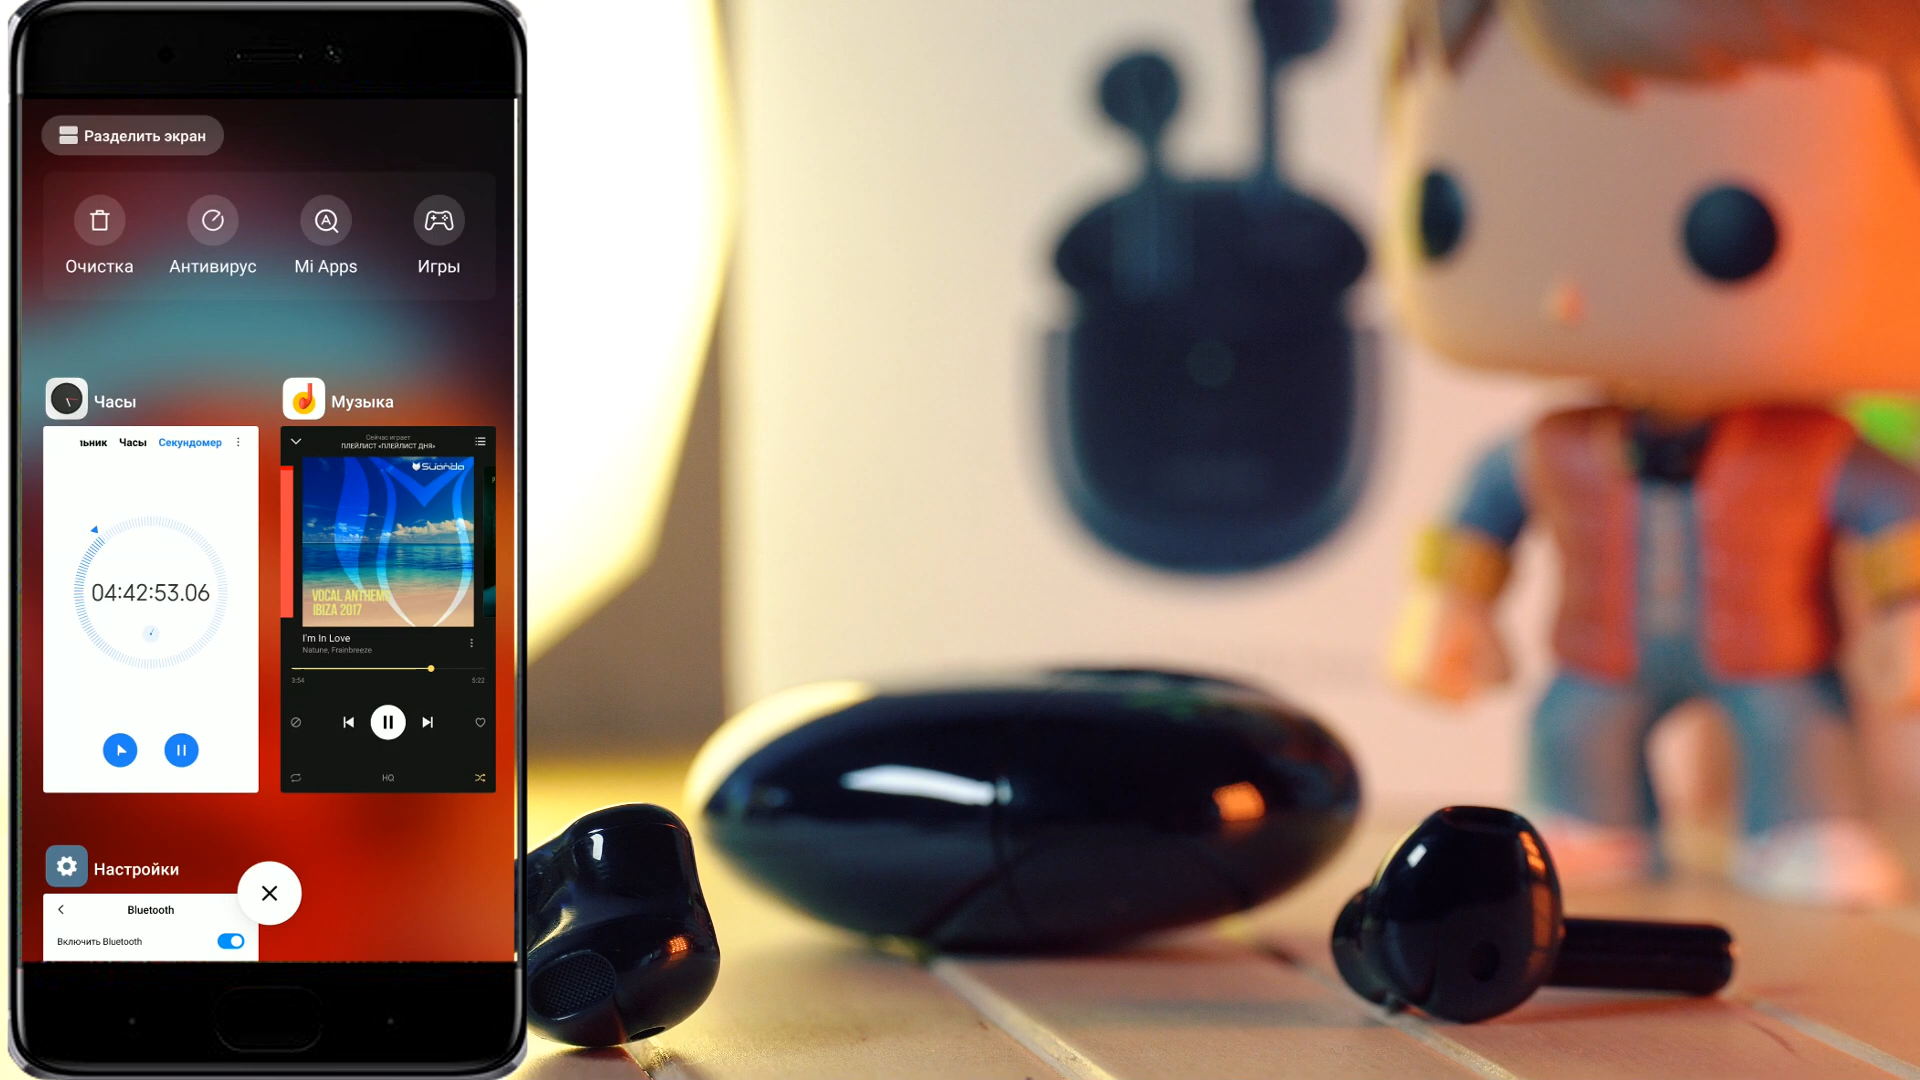 Разделить экран
Очистка
Антивирус
Mi Apps
Игры
Часы
Музыка
ьник Часы Секундомер
04:42:53.06
Сейчас играет
ПЛЕЙЛИСТ «ПЛЕЙЛИСТ ДНЯ»
Suanda
VOCAL ANTHEMS
IBIZA 2017
I'm In Love
Natune, Frainbreeze
3:54
5:22
HQ
Настройки
Bluetooth
Включить Bluetooth